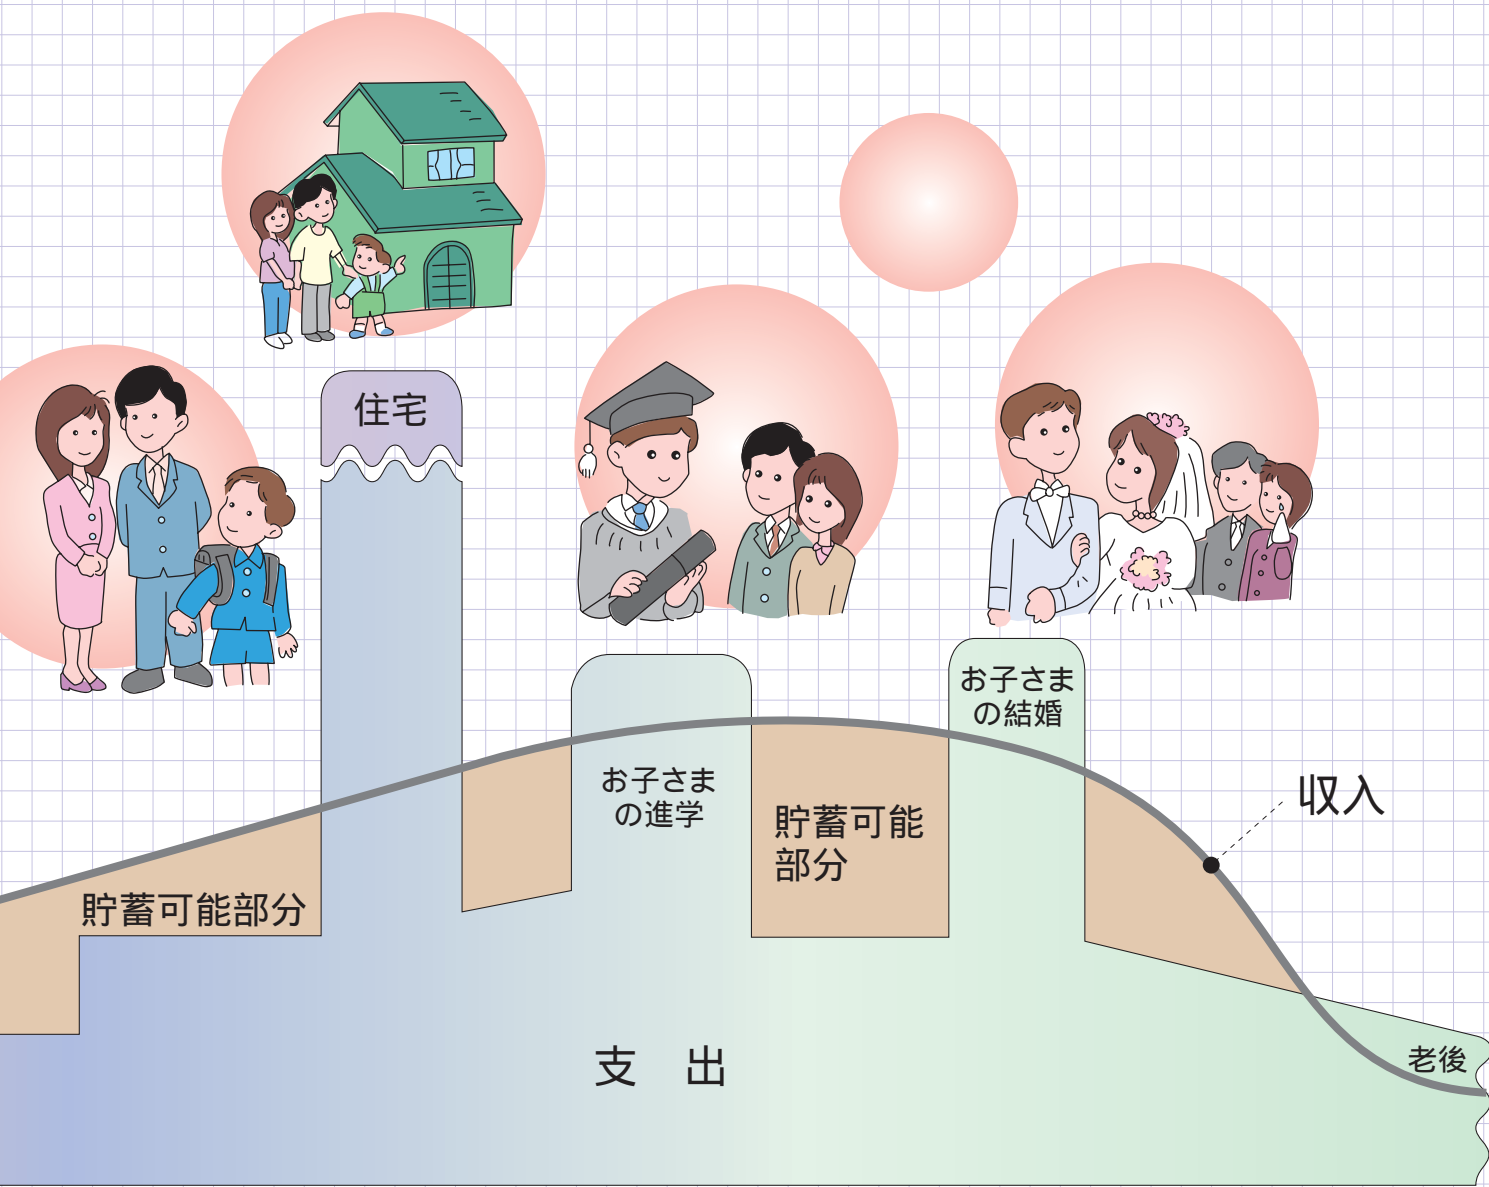 住宅
お子さま
の結婚
お子さま
の進学
収入
貯蓄可能
部分
貯蓄可能部分
支 出
老後